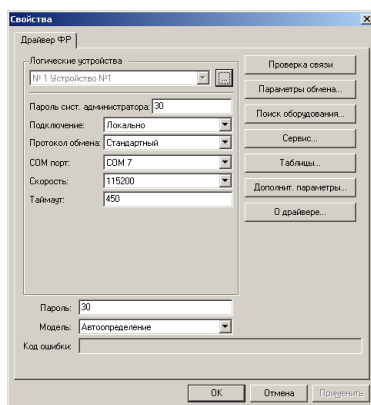 Свойства
Драйвер ФР
Логические устройства
№ 1 Устройство №1
...
Пароль сист. администратора: 30
Подключение: Локально
Протокол обмена: Стандартный
COM порт: COM 7
Скорость: 115200
Таймаут: 450
Проверка связи
Параметры обмена...
Поиск оборудования...
Сервис...
Таблицы...
Дополнит. параметры...
О драйвере...
Пароль: 30
Модель: Автоопределение
Код ошибки:
OK
Отмена
Применить